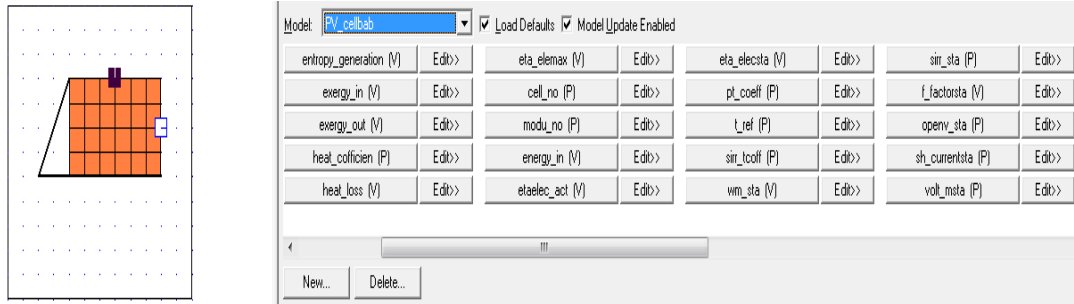 Model: PV_cellbab Load Defaults Model Update Enabled
entropy_generation (V) Edit>> eta_elemax (V) Edit>> eta_elecsta (V) Edit>> sirr_sta (P) Edit>>
exergy_in (V) Edit>> cell_no (P) Edit>> pt_coeff (P) Edit>> f_factorsta (V) Edit>>
exergy_out (V) Edit>> modu_no (P) Edit>> t_ref (P) Edit>> openv_sta (P) Edit>>
heat_cofficien (P) Edit>> energy_in (V) Edit>> sirr_tcoff (P) Edit>> sh_currentsta (P) Edit>>
heat_loss (V) Edit>> etaelec_act (V) Edit>> wm_sta (V) Edit>> volt_msta (P) Edit>>
New... Delete...